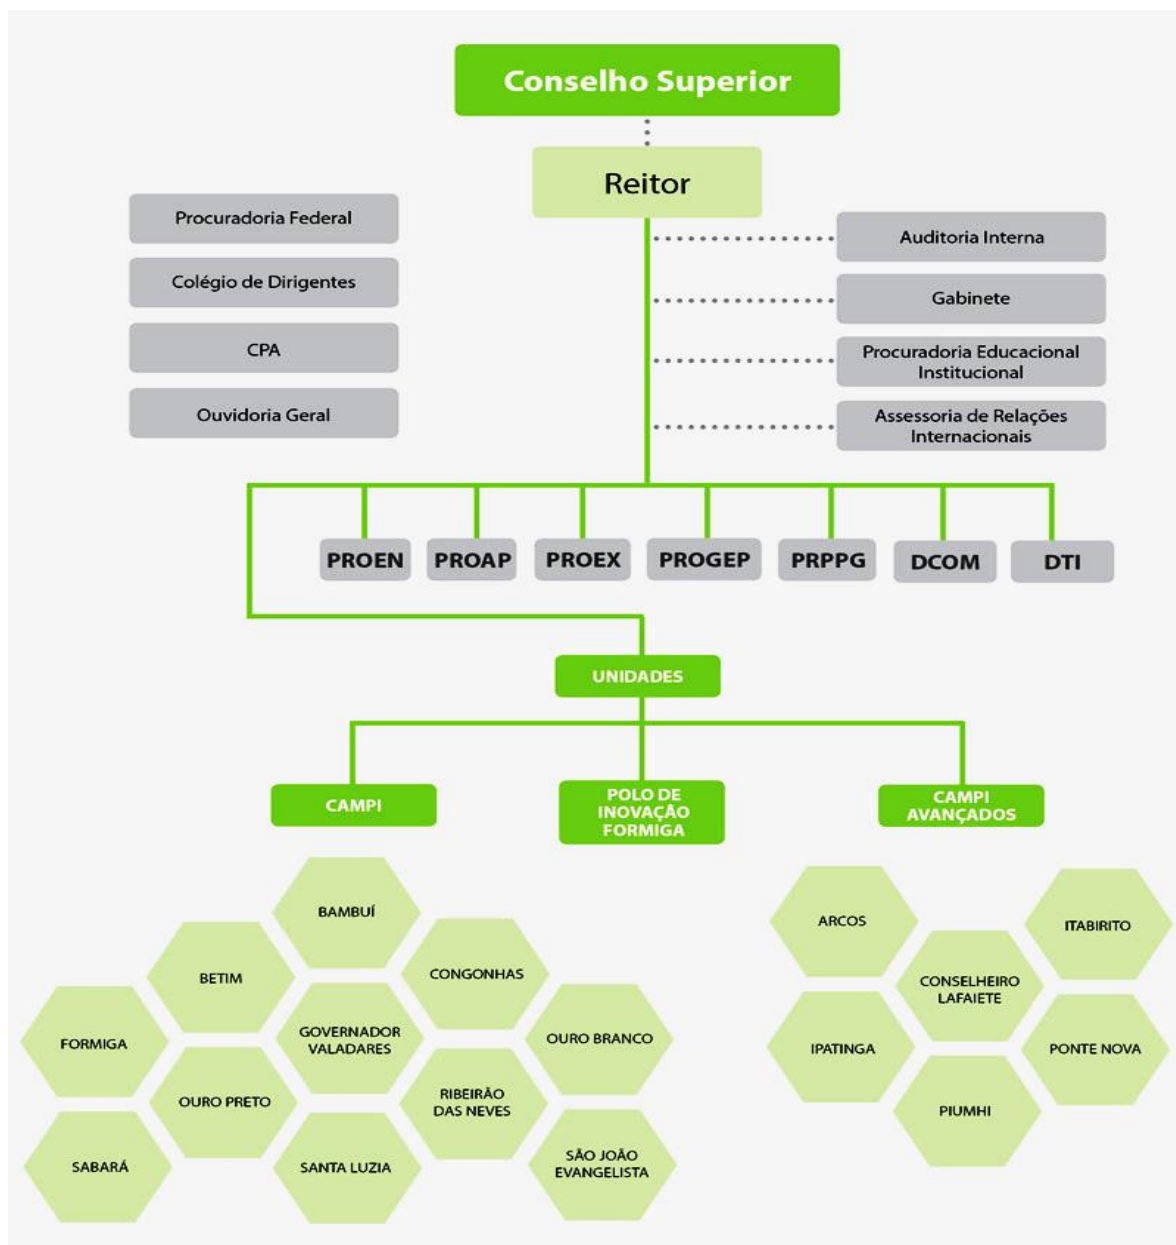 Conselho Superior
Reitor
Procuradoria Federal
Colégio de Dirigentes
CPA
Ouvidoria Geral
Auditoria Interna
Gabinete
Procuradoria Educacional
Institucional
Assessoria de Relações
Internacionais
PROEN
PROAP
PROEX
PROGEP
PRPPG
DCOM
DTI
UNIDADES
CAMPI
POLO DE
INOVAÇÃO
FORMIGA
CAMPI
AVANÇADOS
BAMBUÍ
BETIM
CONGONHAS
FORMIGA
GOVERNADOR
VALADARES
OURO BRANCO
OURO PRETO
RIBEIRÃO
DAS NEVES
SABARÁ
SANTA LUZIA
SÃO JOÃO
EVANGELISTA
ARCOS
ITABIRITO
CONSELHEIRO
LAFAIETE
IPATINGA
PONTE NOVA
PIUMHI